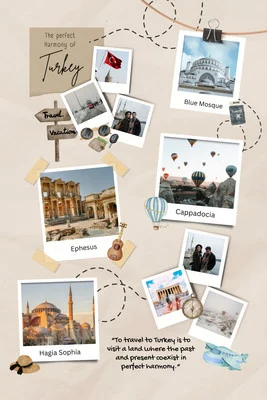 The perfect
Harmony of
Turkey
Travel
Vacation
Blue Mosque
Cappadocia
Ephesus
Hagia Sophia
"To travel to Turkey is to
visit a land where the past
and present coexist in
perfect harmony."